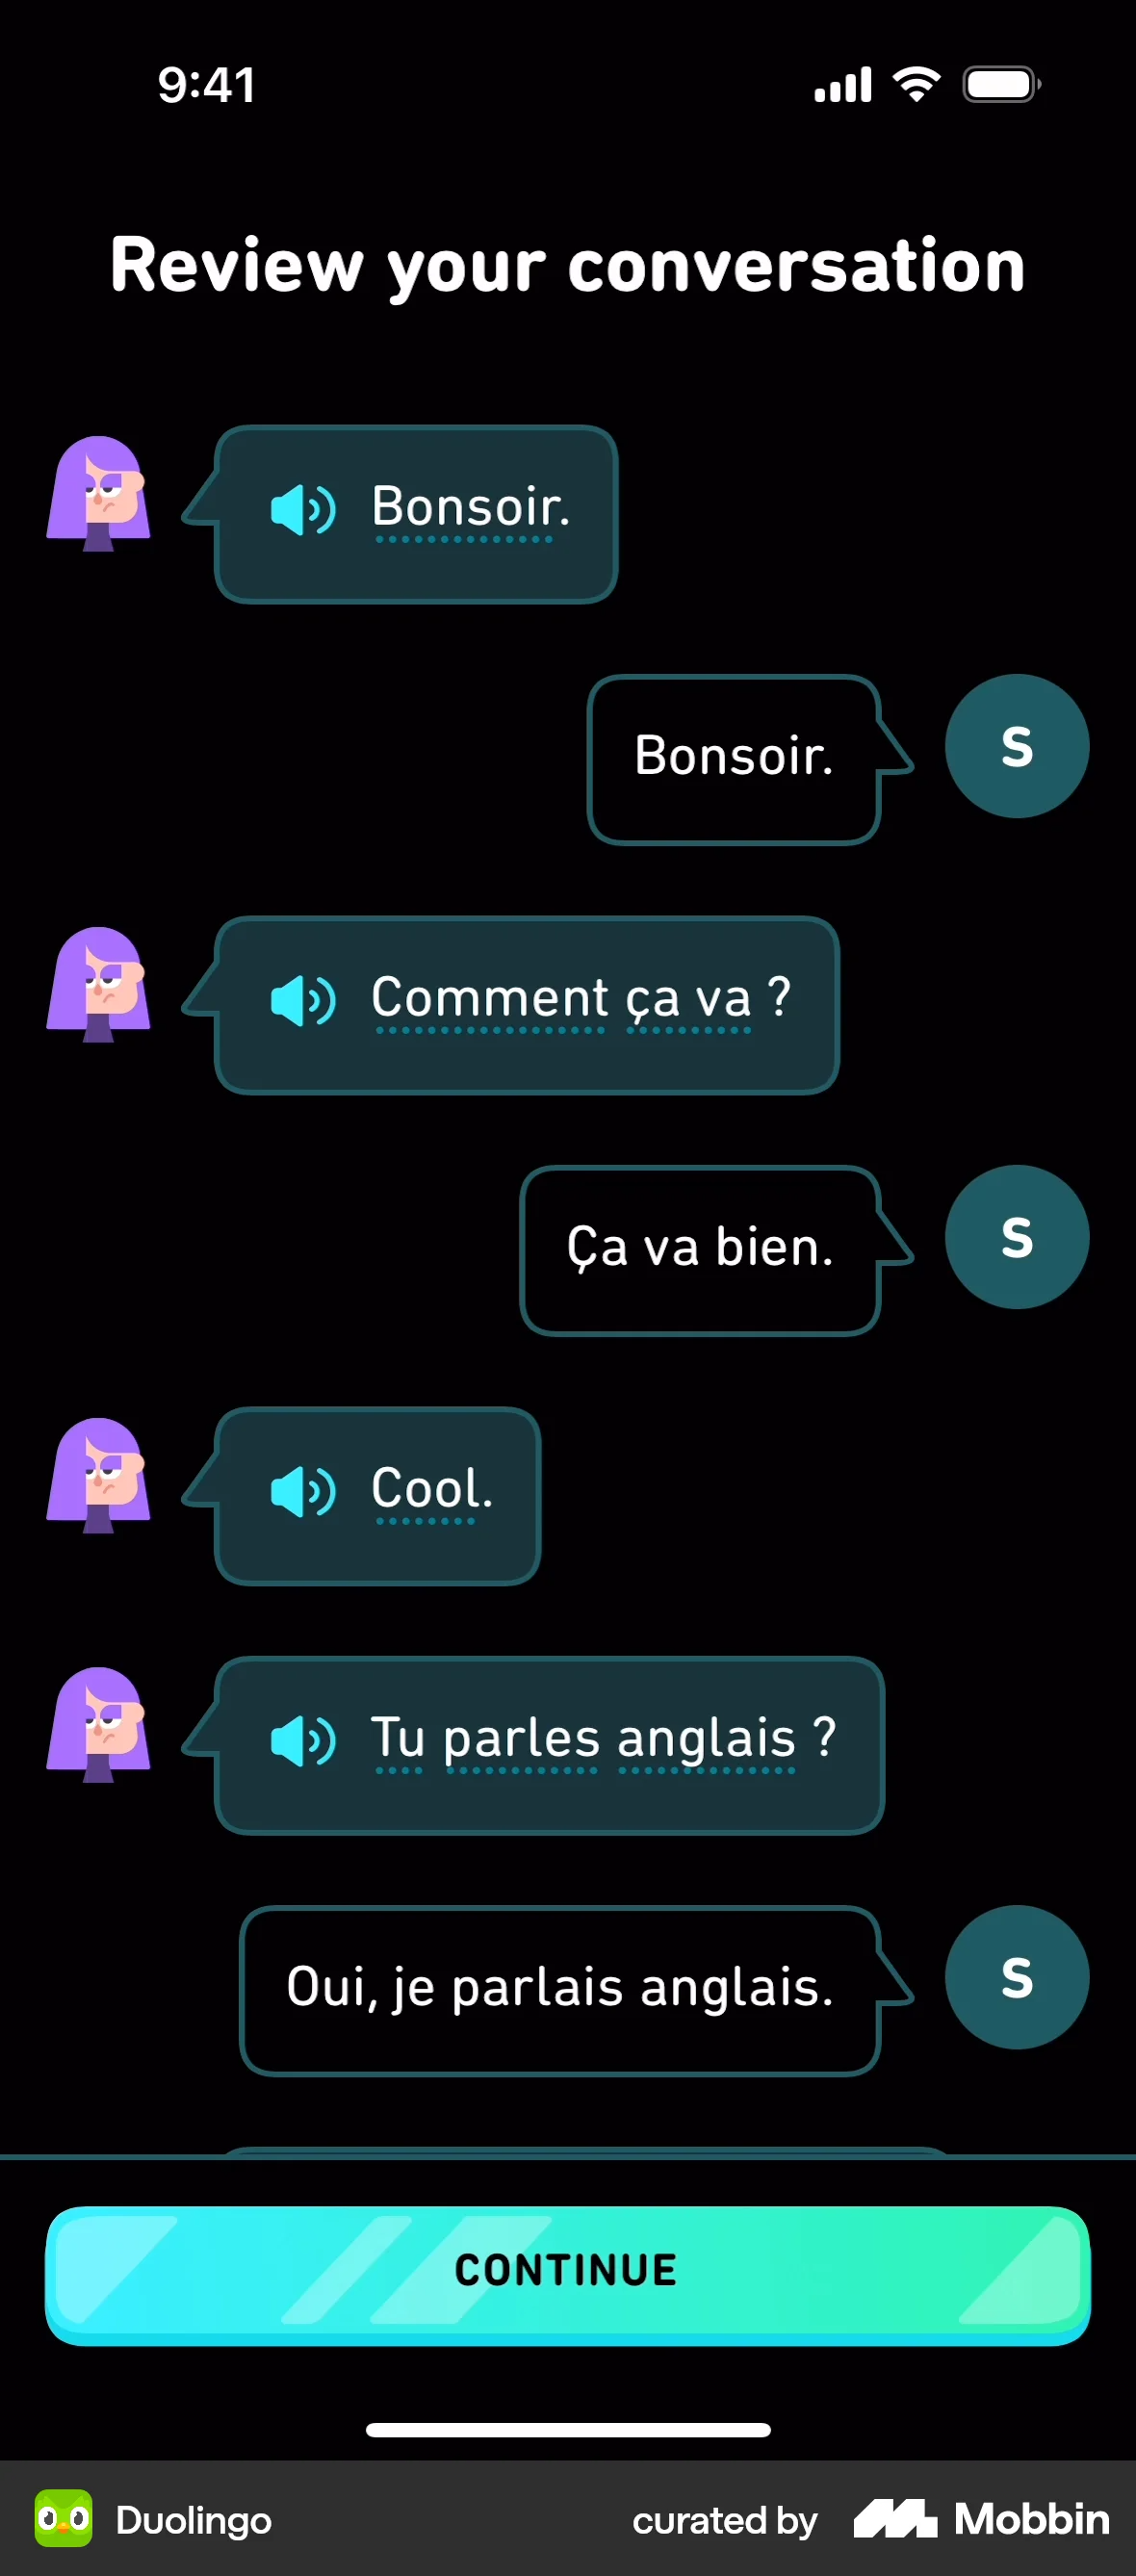 9:41
Review your conversation
Bonsoir.
Bonsoir.
S
Comment ça va ?
Ça va bien.
S
Cool.
Tu parles anglais ?
Oui, je parlais anglais.
S
CONTINUE
Duolingo
curated by Mobbin